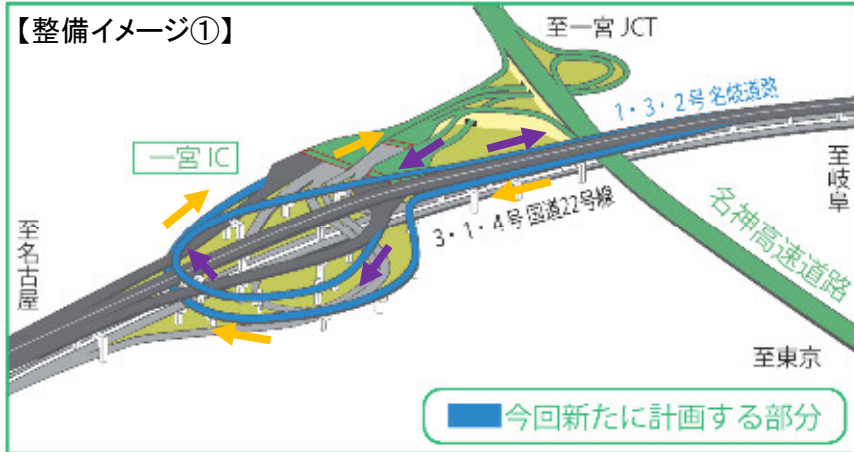 【整備イメージ①】
至一宮JCT
1・3・2号 名岐道路
一宮IC
至岐阜
3・1・4号 国道22号線
至名古屋
名神高速道路
至東京
今回新たに計画する部分